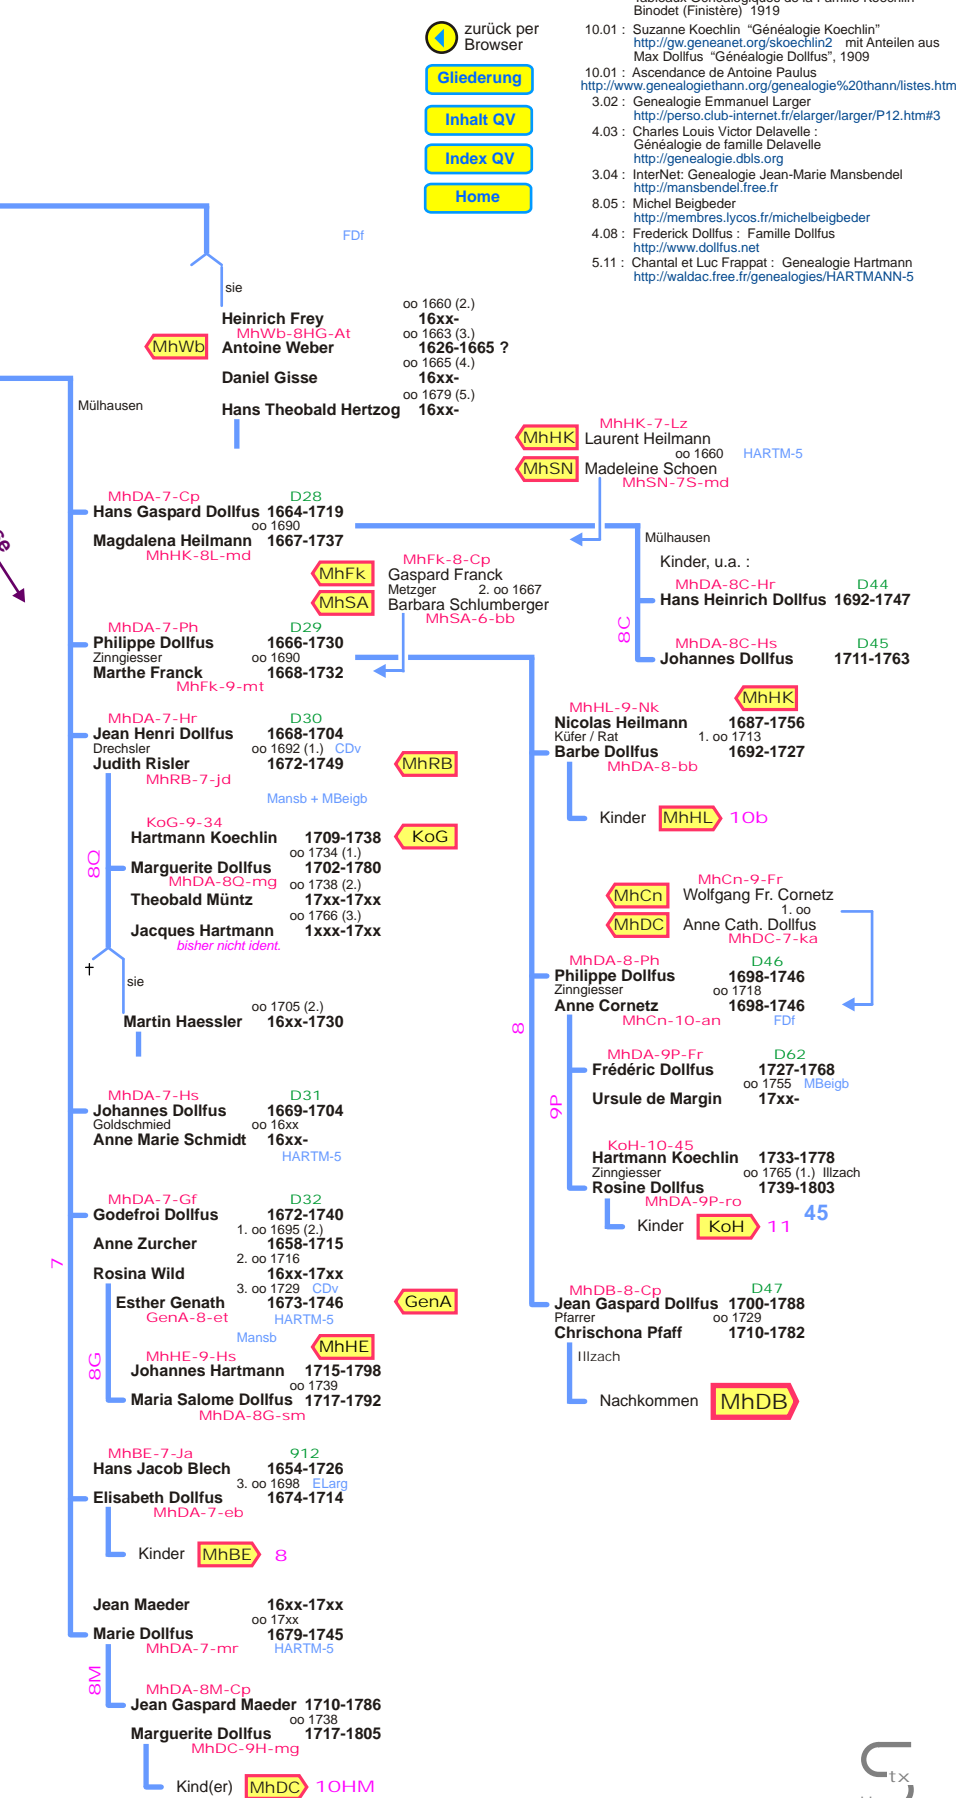 Binodet (Finistère)  1919
zurück per
Browser
Gliederung
Inhalt QV
Index QV
Home
10.01 :  Suzanne Koechlin  “Généalogie Koechlin”
http://gw.geneanet.org/skoechlin2    mit Anteilen aus
Max Dollfus  “Généalogie Dollfus”, 1909
10.01 :  Ascendance de Antoine Paulus
http://www.genealogiethann.org/genealogie%20thann/listes.htm
3.02 :  Genealogie Emmanuel Larger
http://perso.club-internet.fr/elarger/larger/P12.htm#3
4.03 :  Charles Louis Victor Delavelle :
Généalogie de famille Delavelle
http://genealogie.dbls.org
3.04 :  InterNet: Genealogie Jean-Marie Mansbendel
http://mansbendel.free.fr
8.05 :  Michel Beigbeder
http://membres.lycos.fr/michelbeigbeder
4.08 :  Frederick Dollfus :  Famille Dollfus
http://www.dollfus.net
5.11 :  Chantal et Luc Frappat :  Genealogie Hartmann
http://waldac.free.fr/genealogies/HARTMANN-5
FDf
sie
oo 1660 (2.)
Heinrich Frey 16xx-
MhWb-8HG-At oo 1663 (3.)
MhWb Antoine Weber 1626-1665 ?
oo 1665 (4.)
Daniel Gisse 16xx-
oo 1679 (5.)
Hans Theobald Hertzog 16xx-
Mülhausen
MhHK-7-Lz
MhHK Laurent Heilmann
oo 1660 HARTM-5
MhSN Madeleine Schoen
MhSN-7S-md
MhDA-7-Cp D28
Hans Gaspard Dollfus 1664-1719
oo 1690
Magdalena Heilmann 1667-1737
MhHK-8L-md
Mülhausen
Kinder, u.a. :
MhDA-8C-Hr D44
Hans Heinrich Dollfus 1692-1747
8C
MhDA-8C-Hs D45
Johannes Dollfus 1711-1763
MhFk-8-Cp
MhFk Gaspard Franck
Metzger 2. oo 1667
MhSA Barbara Schlumberger
MhSA-6-bb
MhDA-7-Ph D29
Philippe Dollfus 1666-1730
Zinngiesser oo 1690
Marthe Franck 1668-1732
MhFk-9-mt
MhDA-7-Hr D30
Jean Henri Dollfus 1668-1704
Drechsler oo 1692 (1.) CDv
Judith Risler 1672-1749 MhRB
MhRB-7-jd
Mansb + MBeigb
KoG-9-34
Hartmann Koechlin 1709-1738 KoG
oo 1734 (1.)
8Q
Marguerite Dollfus 1702-1780
MhDA-8Q-mg oo 1738 (2.)
Theobald Müntz 17xx-17xx
oo 1766 (3.)
Jacques Hartmann 1xxx-17xx
bisher nicht ident.
†
sie
oo 1705 (2.)
Martin Haessler 16xx-1730
MhHK
MhHL-9-Nk
Nicolas Heilmann 1687-1756
Küfer / Rat 1. oo 1713
Barbe Dollfus 1692-1727
MhDA-8-bb
Kinder MhHL 10b
MhCn-9-Fr
MhCn Wolfgang Fr. Cornetz
1. oo
MhDC Anne Cath. Dollfus
MhDC-7-ka
MhDA-8-Ph D46
Philippe Dollfus 1698-1746
Zinngiesser oo 1718
Anne Cornetz 1698-1746
MhCn-10-an FDf
8
MhDA-9P-Fr D62
Frédéric Dollfus 1727-1768
oo 1755 MBeigb
Ursule de Margin 17xx-
9P
KoH-10-45
Hartmann Koechlin 1733-1778
Zinngiesser oo 1765 (1.) Illzach
Rosine Dollfus 1739-1803
MhDA-9P-ro 45
Kinder KoH 11
MhDA-7-Hs D31
Johannes Dollfus 1669-1704
Goldschmied oo 16xx
Anne Marie Schmidt 16xx-
HARTM-5
MhDA-7-Gf D32
Godefroi Dollfus 1672-1740
1. oo 1695 (2.)
Anne Zurcher 1658-1715
2. oo 1716
7
Rosina Wild 16xx-17xx
3. oo 1729 CDv
Esther Genath 1673-1746 GenA
GenA-8-et HARTM-5
Mansb MhHE
MhHE-9-Hs
8G
Johannes Hartmann 1715-1798
oo 1739
Maria Salome Dollfus 1717-1792
MhDA-8G-sm
MhDB-8-Cp D47
Jean Gaspard Dollfus 1700-1788
Pfarrer oo 1729
Chrischona Pfaff 1710-1782
Illzach
Nachkommen MhDB
MhBE-7-Ja 912
Hans Jacob Blech 1654-1726
3. oo 1698 ELarg
Elisabeth Dollfus 1674-1714
MhDA-7-eb
Kinder MhBE 8
Jean Maeder 16xx-17xx
oo 17xx
Marie Dollfus 1679-1745
MhDA-7-mr HARTM-5
8M
MhDA-8M-Cp
Jean Gaspard Maeder 1710-1786
oo 1738
Marguerite Dollfus 1717-1805
MhDC-9H-mg
Kind(er) MhDC 10HM
tx